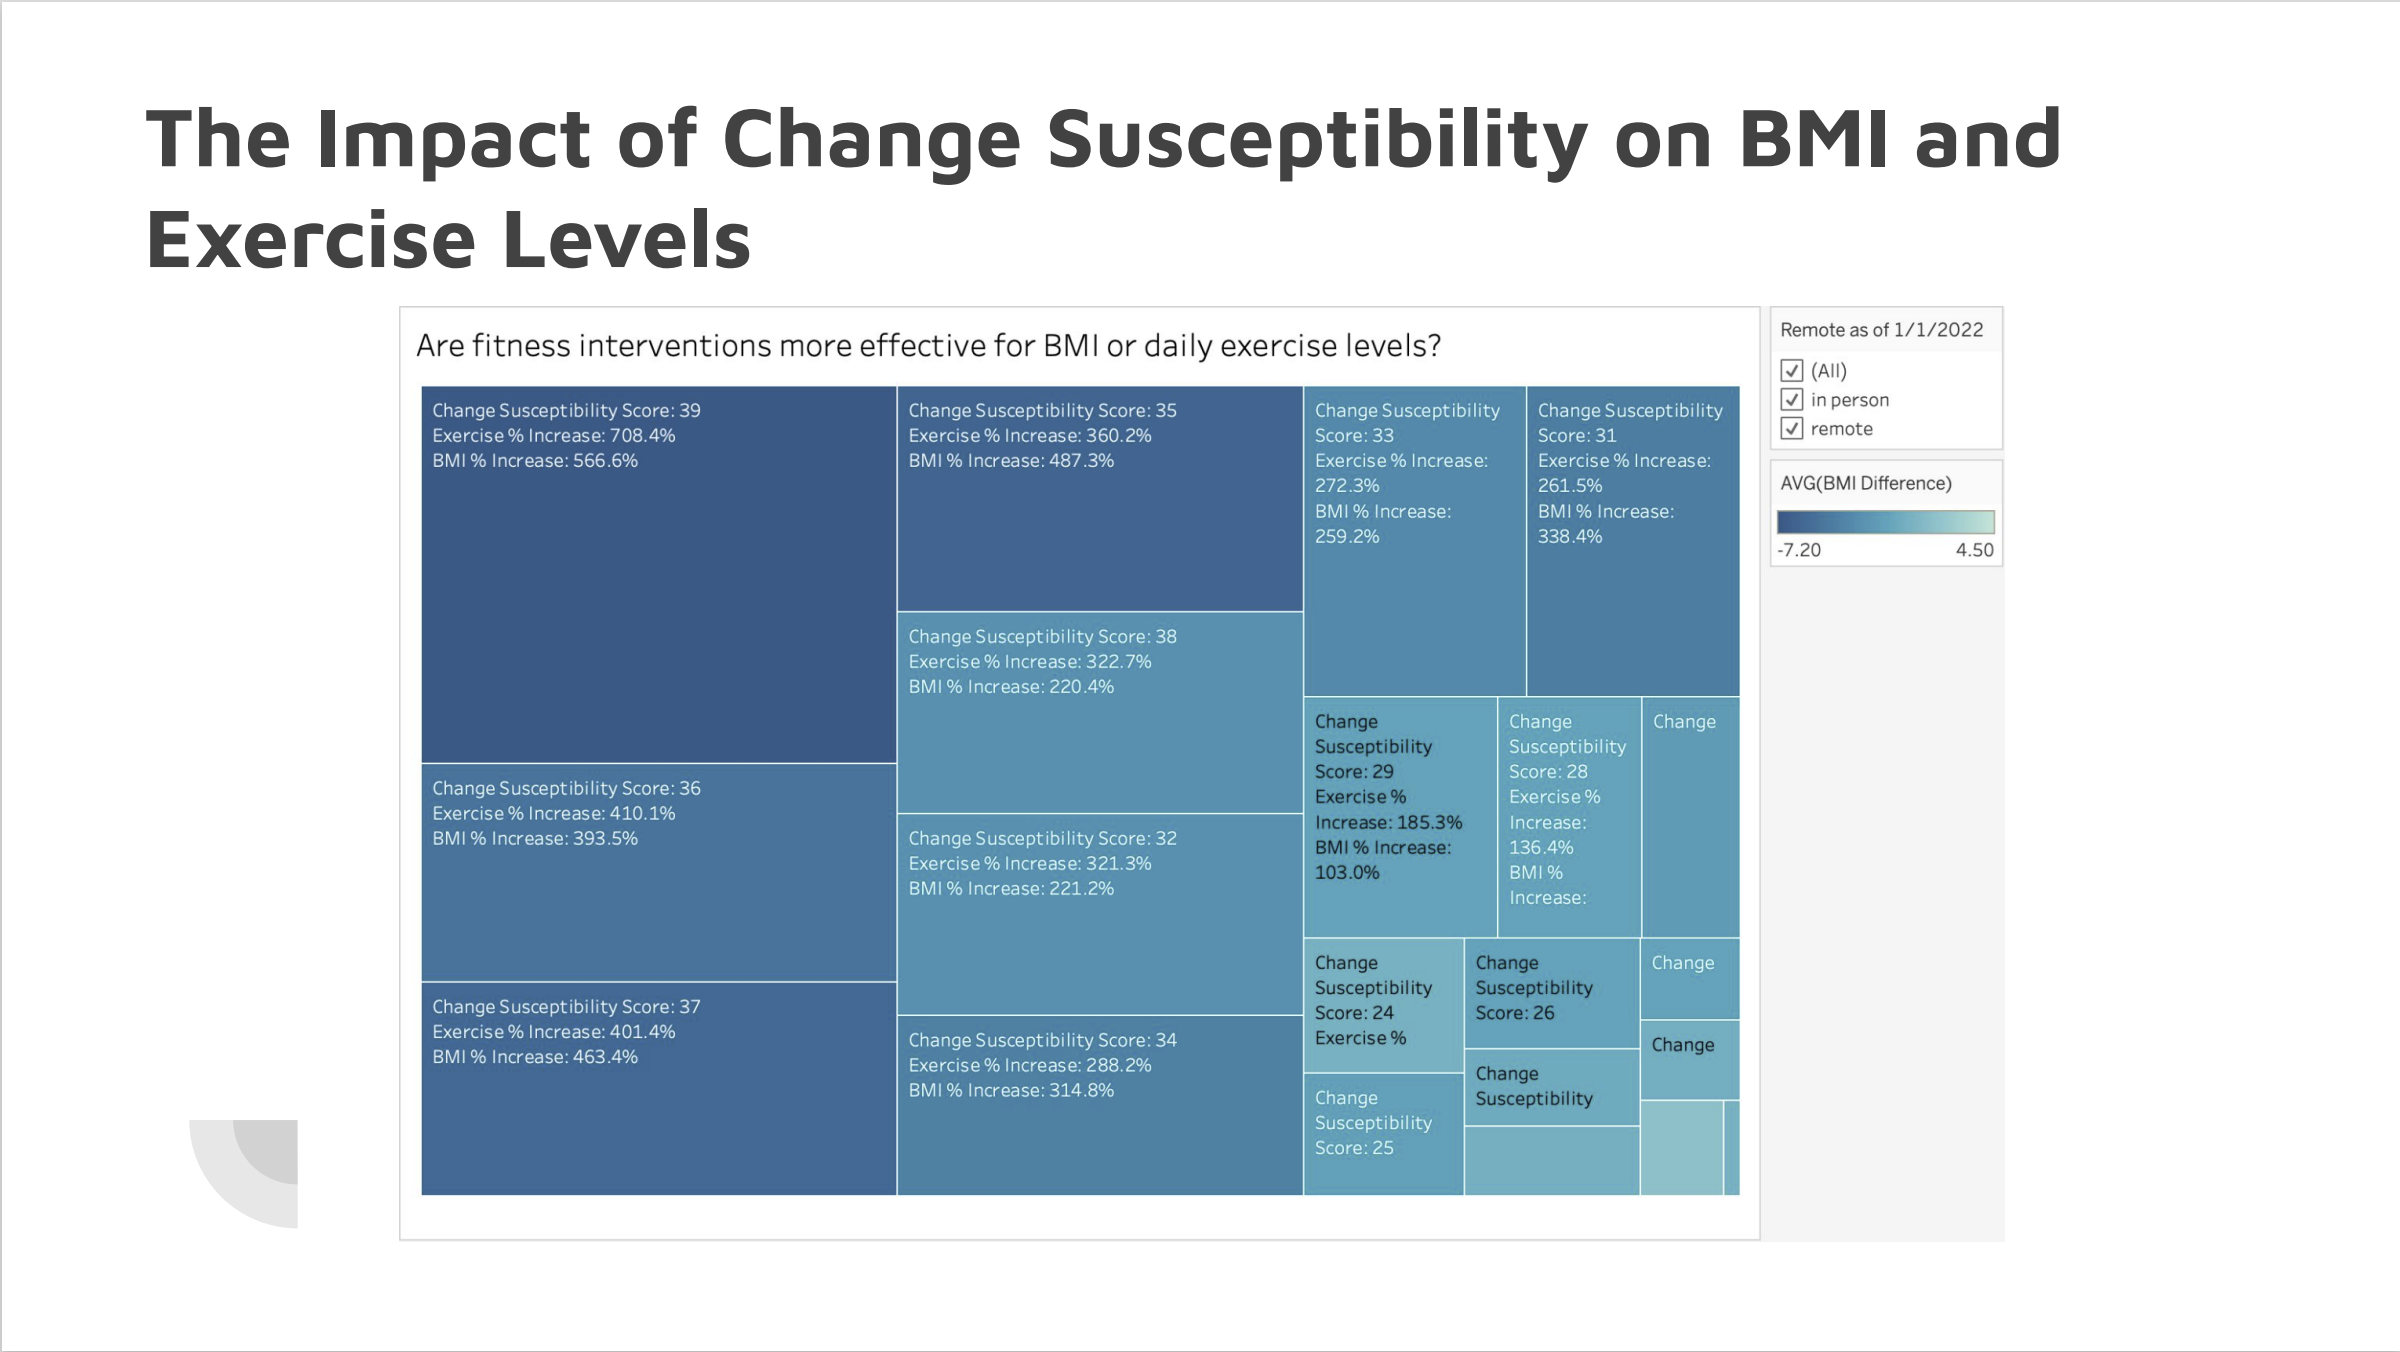 The Impact of Change Susceptibility on BMI and
Exercise Levels
Are fitness interventions more effective for BMI or daily exercise levels?
Change Susceptibility Score: 39
Exercise % Increase: 708.4%
BMI % Increase: 566.6%
Change Susceptibility Score: 36
Exercise % Increase: 410.1%
BMI % Increase: 393.5%
Change Susceptibility Score: 37
Exercise % Increase: 401.4%
BMI % Increase: 463.4%
Change Susceptibility Score: 35
Exercise % Increase: 360.2%
BMI % Increase: 487.3%
Change Susceptibility Score: 38
Exercise % Increase: 322.7%
BMI % Increase: 220.4%
Change Susceptibility Score: 32
Exercise % Increase: 321.3%
BMI % Increase: 221.2%
Change Susceptibility Score: 34
Exercise % Increase: 288.2%
BMI % Increase: 314.8%
Change Susceptibility
Score: 33
Exercise % Increase:
272.3%
BMI % Increase:
259.2%
Change Susceptibility
Score: 31
Exercise % Increase:
261.5%
BMI % Increase:
338.4%
Change
Susceptibility
Score: 29
Exercise %
Increase: 185.3%
BMI % Increase:
103.0%
Change
Susceptibility
Score: 28
Exercise %
Increase:
136.4%
BMI %
Increase:
Change
Change
Susceptibility
Score: 24
Exercise %
Change
Susceptibility
Score: 25
Change
Susceptibility
Score: 26
Change
Susceptibility
Change
Change
Remote as of 1/1/2022
(All)
in person
remote
AVG(BMI Difference)
-7.20 4.50